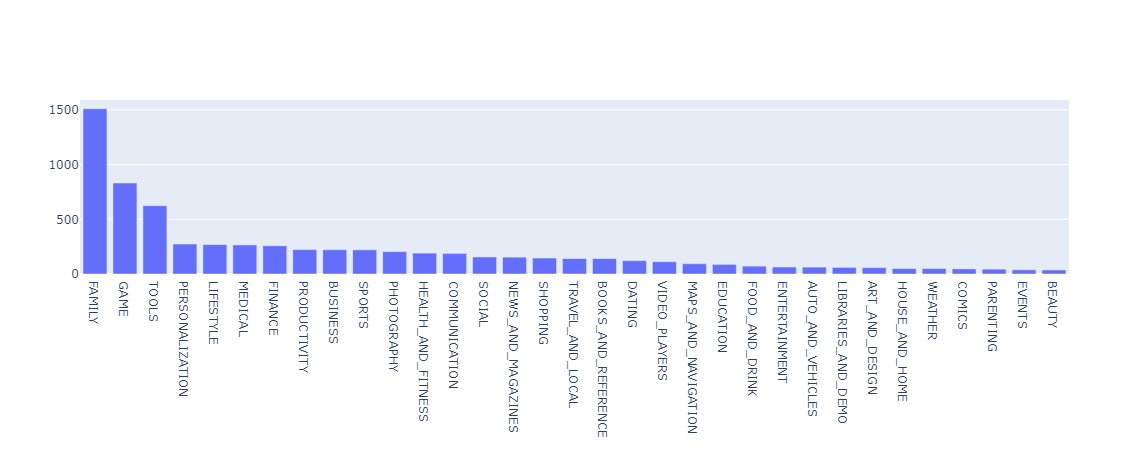 1500
1000
500
0
FAMILY
GAME
TOOLS
PERSONALIZATION
LIFESTYLE
MEDICAL
FINANCE
PRODUCTIVITY
BUSINESS
SPORTS
PHOTOGRAPHY
HEALTH_AND_FITNESS
COMMUNICATION
SOCIAL
NEWS_AND_MAGAZINES
SHOPPING
TRAVEL_AND_LOCAL
BOOKS_AND_REFERENCE
DATING
VIDEO_PLAYERS
MAPS_AND_NAVIGATION
EDUCATION
FOOD_AND_DRINK
ENTERTAINMENT
AUTO_AND_VEHICLES
LIBRARIES_AND_DEMO
ART_AND_DESIGN
HOUSE_AND_HOME
WEATHER
COMICS
PARENTING
EVENTS
BEAUTY